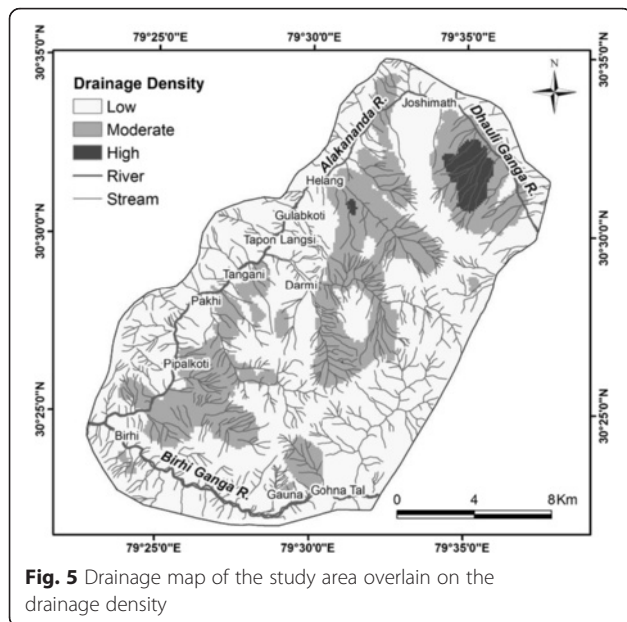 79°25'0"E 79°30'0"E 79°35'0"E
30°35'0"N
30°35'0"N
N
Drainage Density
Low
Moderate
High
River
Stream
Joshimath
Dhauli Ganga R.
Alakananda R.
Helang
Gulabkoti
30°30'0"N
30°30'0"N
Tapon Langsi
Tangani
Darmi
Pakhi
Pipalkoti
30°25'0"N
30°25'0"N
Birhi
Birhi Ganga R.
Gauna
Gohna Tal
0 4 8Km
79°25'0"E 79°30'0"E 79°35'0"E
Fig. 5 Drainage map of the study area overlain on the
drainage density